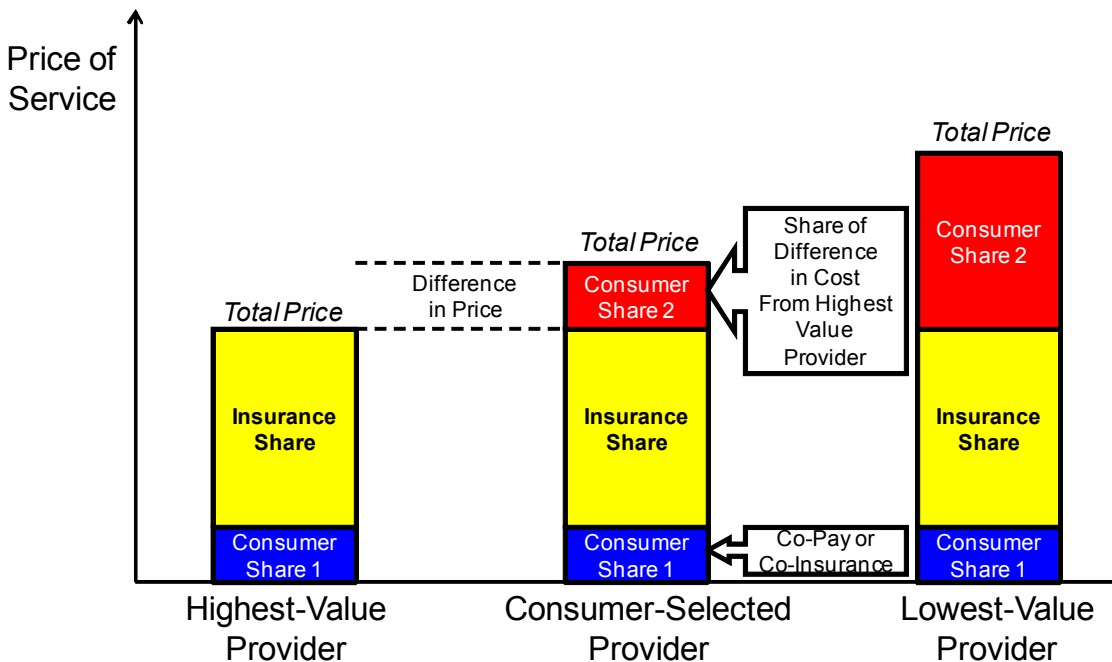 Price of
Service
Total Price
Insurance
Share
Consumer
Share 1
Difference
in Price
Total Price
Consumer
Share 2
Insurance
Share
Consumer
Share 1
Share of
Difference
in Cost
From Highest
Value
Provider
Co-Pay or
Co-Insurance
Total Price
Consumer
Share 2
Insurance
Share
Consumer
Share 1
Highest-Value
Provider
Consumer-Selected
Provider
Lowest-Value
Provider